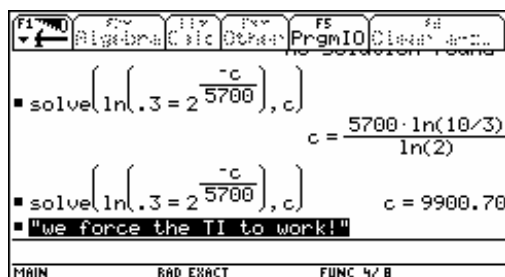 F1 Algebra Calc Other F5 PrgmIO Clean
no solution found
▪ solve(ln(.3 = 2^(-c/5700)), c)
c = 5700·ln(10/3)/ln(2)
▪ solve(ln(.3 = 2^(-c/5700)), c) c = 9900.70
▪ "we force the TI to work!"
MAIN RAD EXACT FUNC 4/8